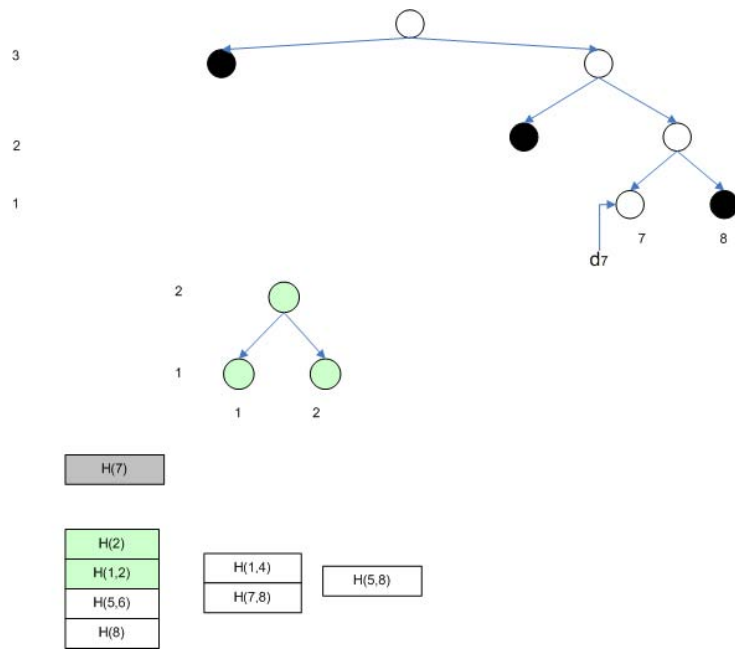 3
2
1
7 8
d7
2
1
1 2
H(7)
H(2)
H(1,2)
H(5,6)
H(8)
H(1,4)
H(7,8)
H(5,8)